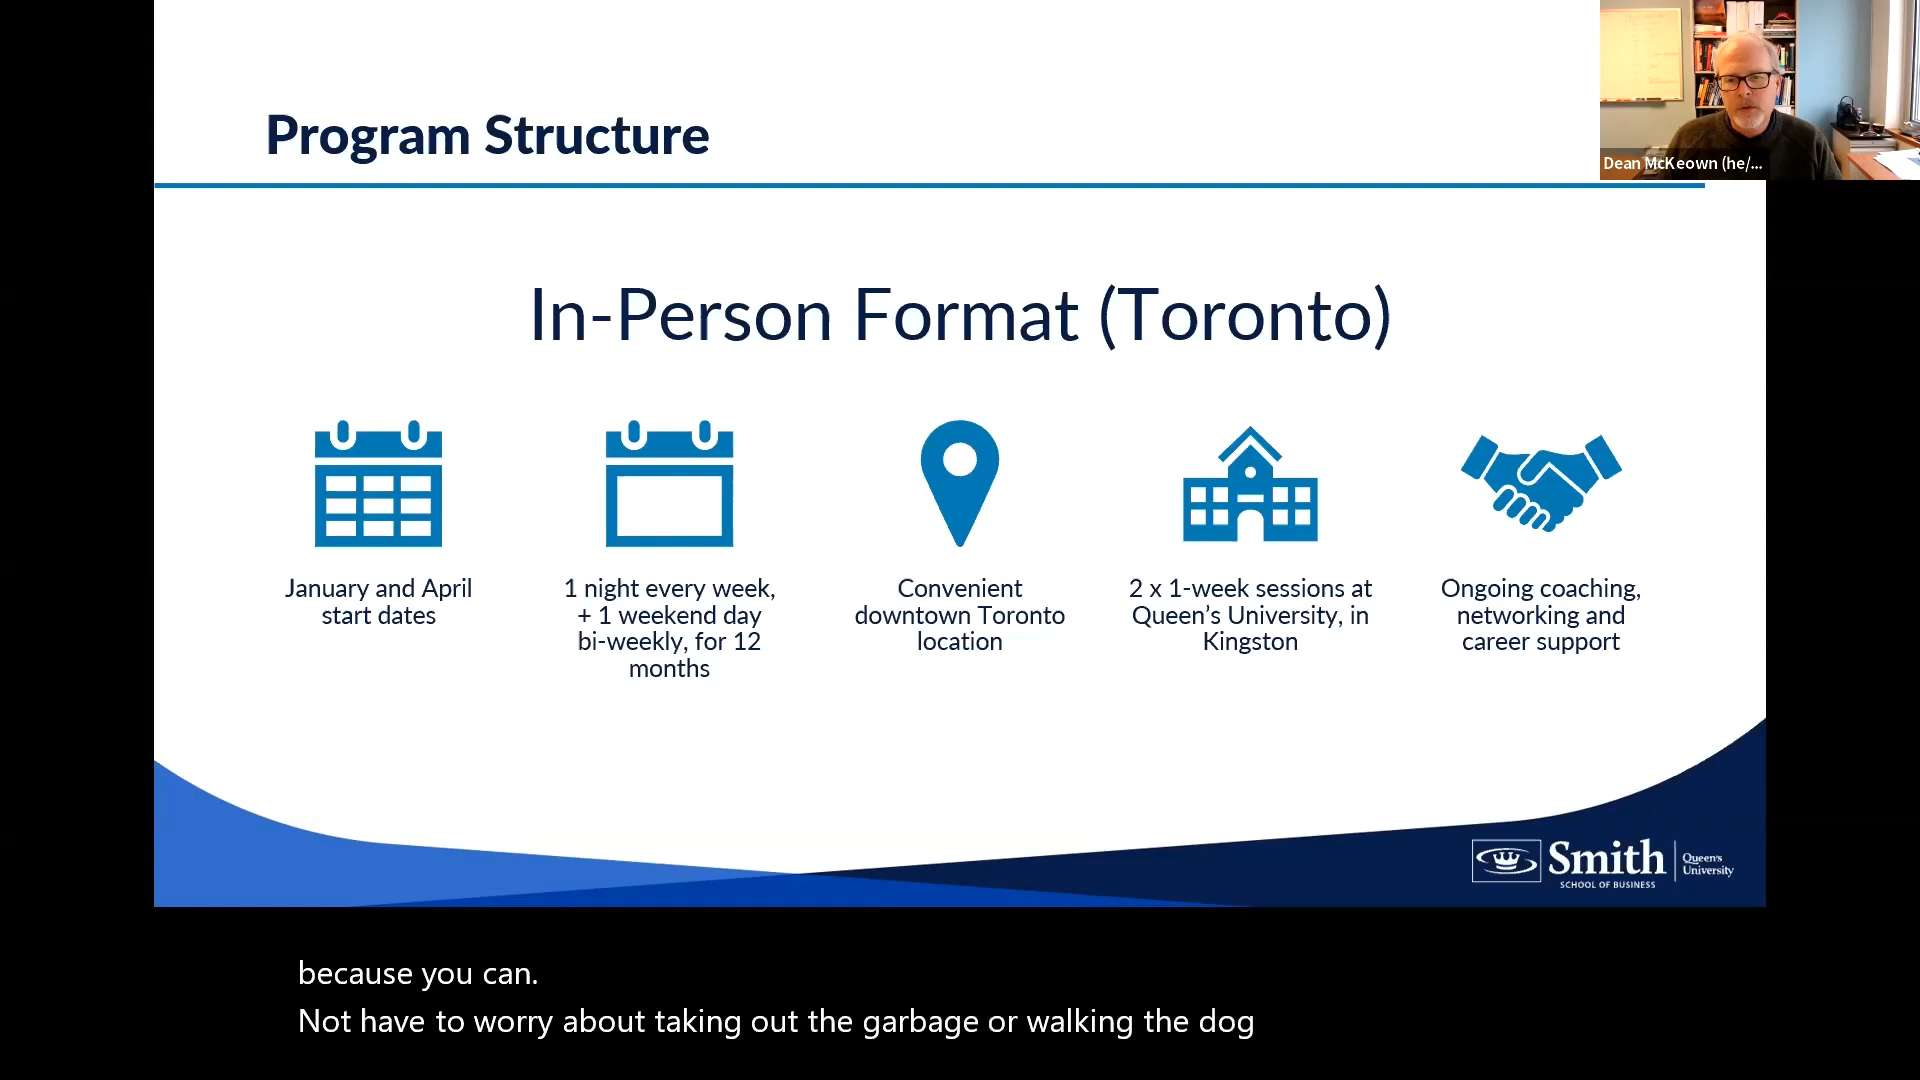 Program Structure
Dean McKeown (he/...
In-Person Format (Toronto)
January and April
start dates
1 night every week,
+ 1 weekend day
bi-weekly, for 12
months
Convenient
downtown Toronto
location
2 x 1-week sessions at
Queen’s University, in
Kingston
Ongoing coaching,
networking and
career support
Smith
SCHOOL OF BUSINESS
Queen's
University
because you can.
Not have to worry about taking out the garbage or walking the dog